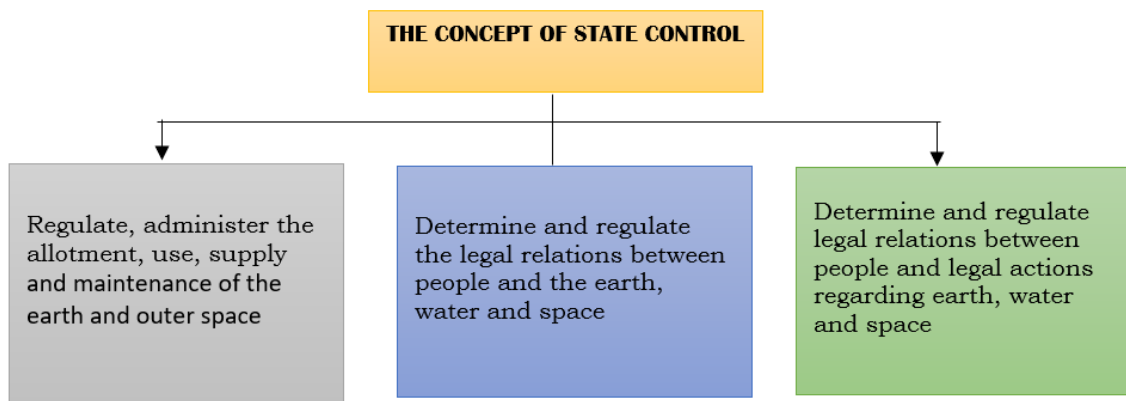 THE CONCEPT OF STATE CONTROL
Regulate, administer the
allotment, use, supply
and maintenance of the
earth and outer space
Determine and regulate
the legal relations between
people and the earth,
water and space
Determine and regulate
legal relations between
people and legal actions
regarding earth, water
and space